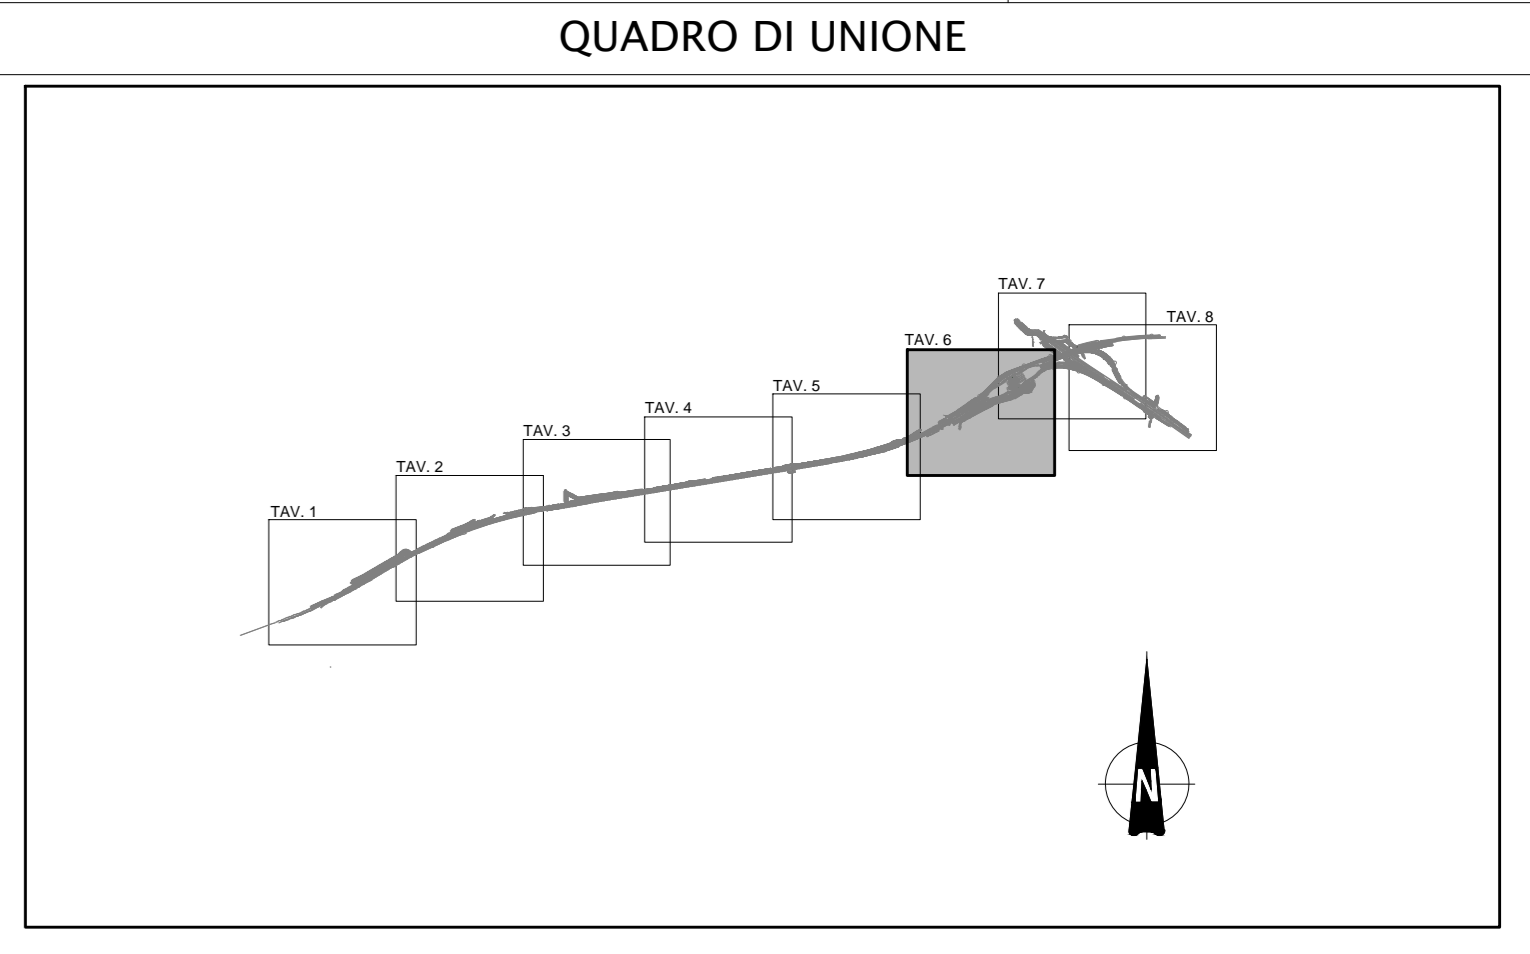 QUADRO DI UNIONE
TAV. 7
TAV. 8
TAV. 6
TAV. 5
TAV. 4
TAV. 3
TAV. 2
TAV. 1
N